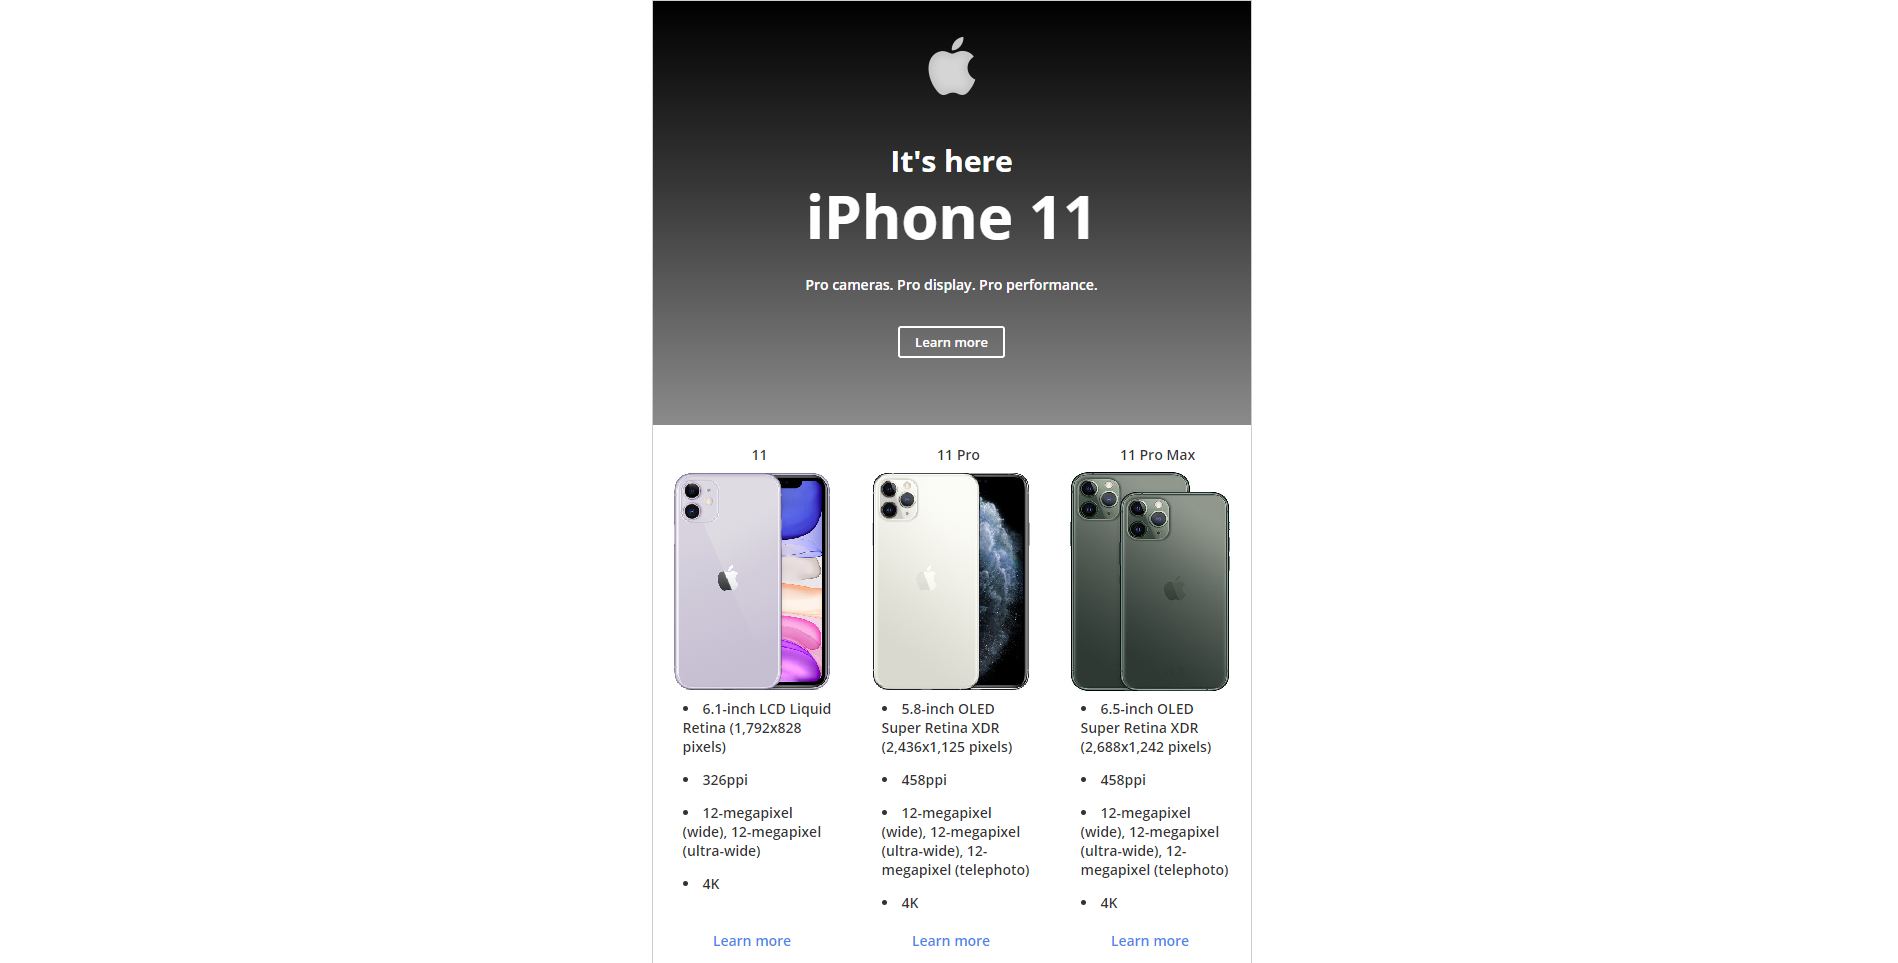 It's here
iPhone 11
Pro cameras. Pro display. Pro performance.
Learn more
11
6.1-inch LCD Liquid
Retina (1,792x828
pixels)
326ppi
12-megapixel
(wide), 12-megapixel
(ultra-wide)
4K
Learn more
11 Pro
5.8-inch OLED
Super Retina XDR
(2,436x1,125 pixels)
458ppi
12-megapixel
(wide), 12-megapixel
(ultra-wide), 12-
megapixel (telephoto)
4K
Learn more
11 Pro Max
6.5-inch OLED
Super Retina XDR
(2,688x1,242 pixels)
458ppi
12-megapixel
(wide), 12-megapixel
(ultra-wide), 12-
megapixel (telephoto)
4K
Learn more